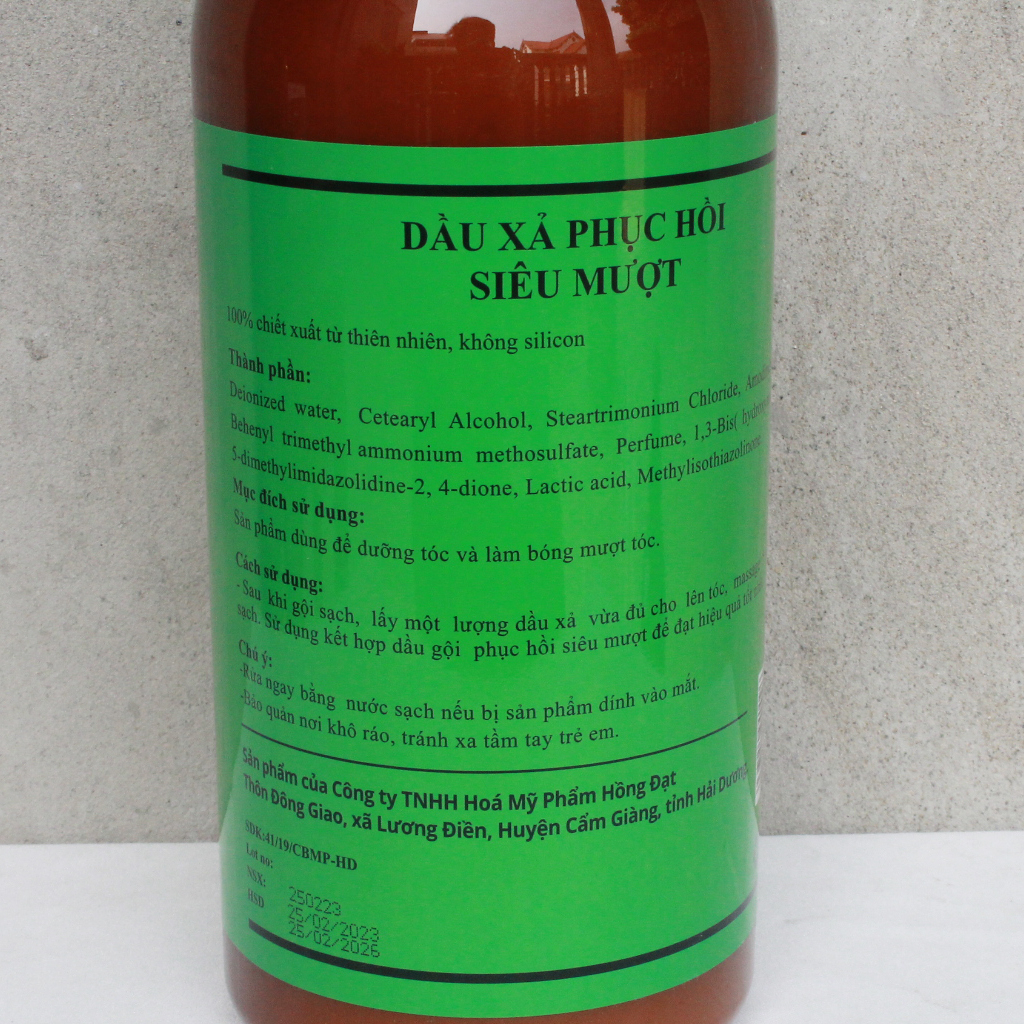 DẦU XẢ PHỤC HỒI
SIÊU MƯỢT
100% chiết xuất từ thiên nhiên, không silicon
Thành phần:
Deionized water, Cetearyl Alcohol, Steartrimonium Chloride,
Behenyl trimethyl ammonium methosulfate, Perfume, 1,3-Bis(
5-dimethylimidazolidine-2, 4-dione, Lactic acid, Methylisothiazolinone
Mục đích sử dụng:
Sản phẩm dùng để dưỡng tóc và làm bóng mượt tóc.
Cách sử dụng:
-Sau khi gội sạch, lấy một lượng dầu xả vừa đủ cho lên tóc,
sạch. Sử dụng kết hợp dầu gội phục hồi siêu mượt để đạt hiệu quả tốt
Chú ý:
-Rửa ngay bằng nước sạch nếu bị sản phẩm dính vào mắt.
-Bảo quản nơi khô ráo, tránh xa tầm tay trẻ em.
Sản phẩm của Công ty TNHH Hoá Mỹ Phẩm Hồng Đạt
Thôn Đông Giao, xã Lương Điền, Huyện Cẩm Giàng, tỉnh Hải Dương.
SDK:41/19/CBMP-HD
Lot no: 250223
NSX: 25/02/2023
HSD 25/02/2026